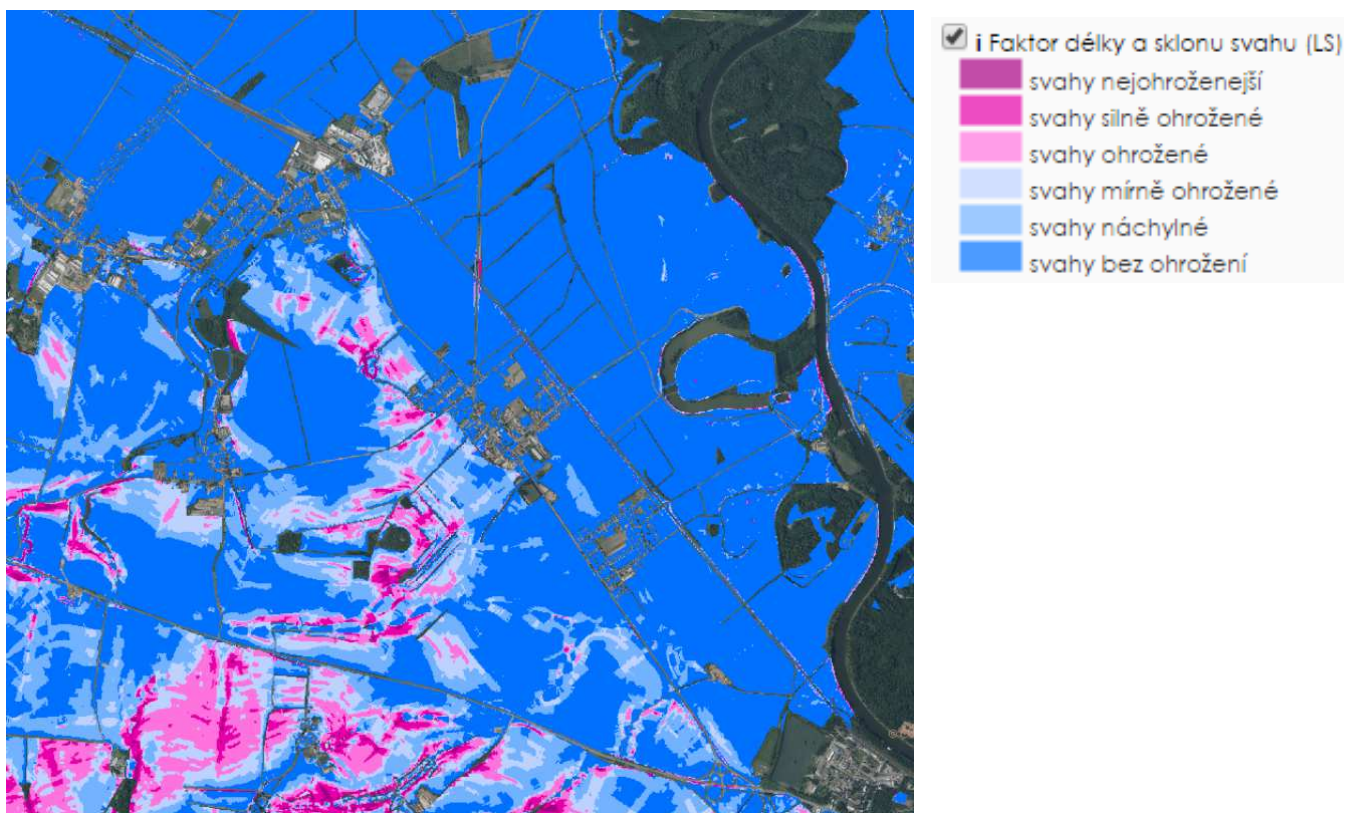 i Faktor délky a sklonu svahu (LS)
svahy nejohroženejší
svahy silně ohrožené
svahy ohrožené
svahy mírně ohrožené
svahy náchylné
svahy bez ohrožení